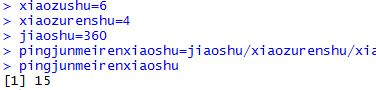 > xiaozushu=6
> xiaozurenshu=4
> jiaoshu=360
> pingjunmeirenxiaoshu=jiaoshu/xiaozurenshu/xia
> pingjunmeirenxiaoshu
[1] 15